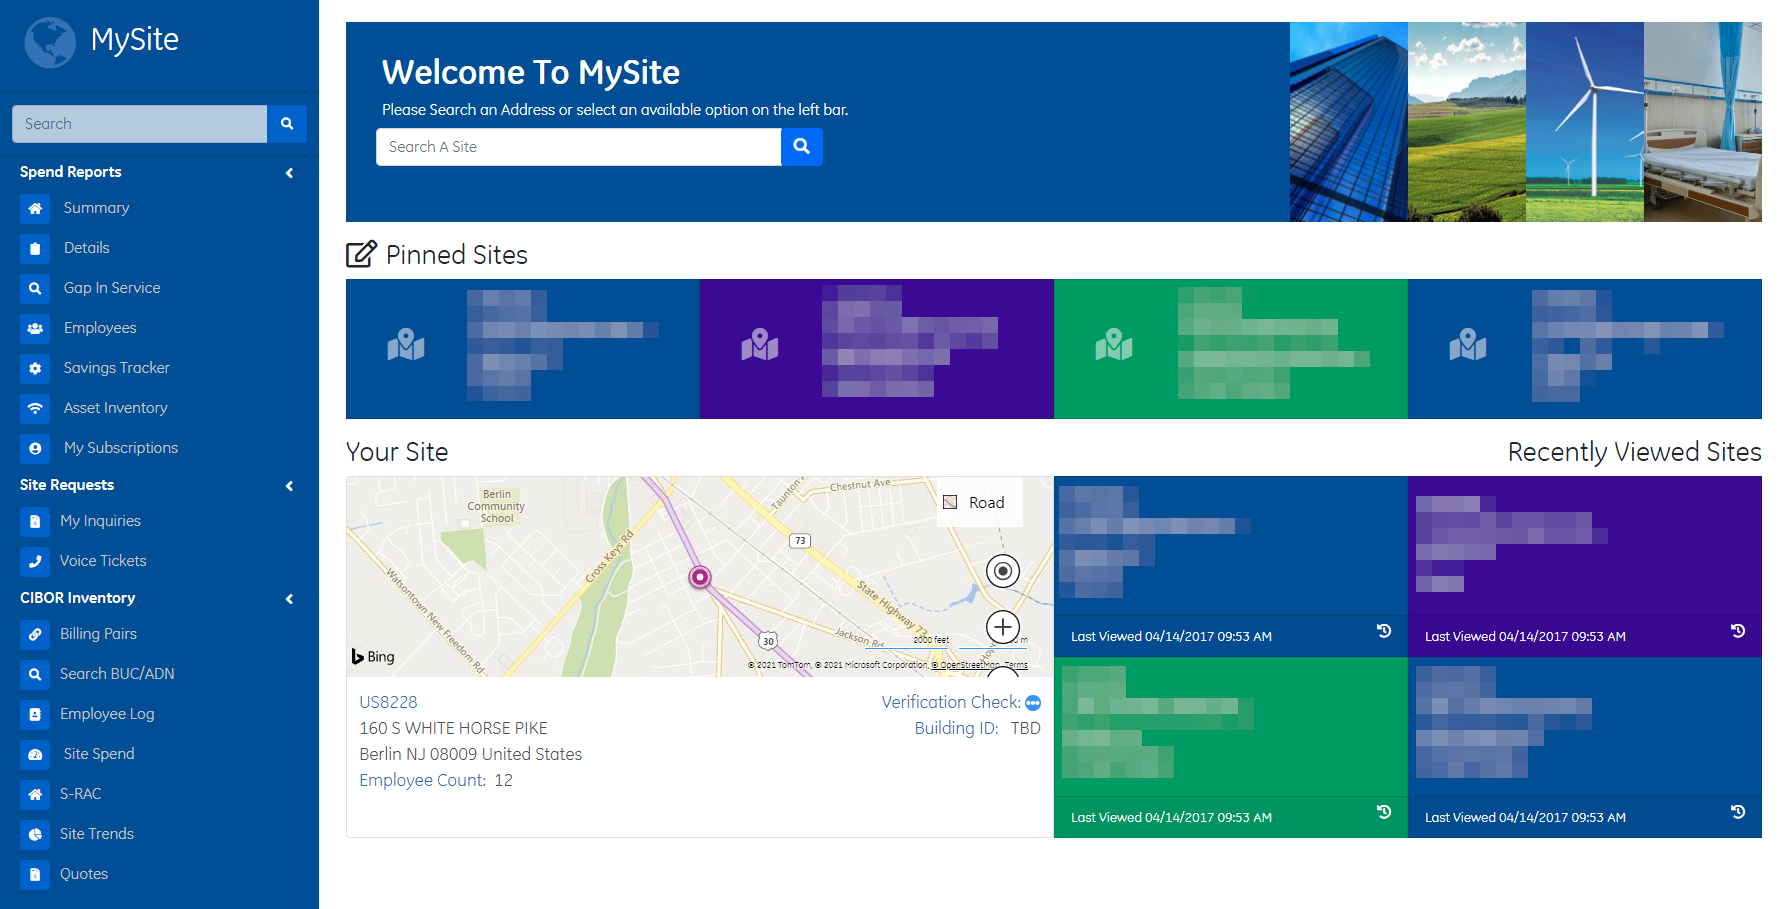 MySite
Search
Spend Reports
Summary
Details
Gap In Service
Employees
Savings Tracker
Asset Inventory
My Subscriptions
Site Requests
My Inquiries
Voice Tickets
CIBOR Inventory
Billing Pairs
Search BUC/ADN
Employee Log
Site Spend
S-RAC
Site Trends
Quotes
Welcome To MySite
Please Search an Address or select an available option on the left bar.
Search A Site
Pinned Sites
Your Site
Berlin
Community
School
Chestnut Ave
Taunton
Road
73
Cross Keys Rd
Watsontown New Freedom Rd
State Highway 73
Jackson Rd
30
2000 feet
Bing
© 2021 TomTom, © 2021 Microsoft Corporation, © OpenStreetMap Terms
US8228
160 S WHITE HORSE PIKE
Berlin NJ 08009 United States
Employee Count: 12
Verification Check:
Building ID: TBD
Recently Viewed Sites
Last Viewed 04/14/2017 09:53 AM
Last Viewed 04/14/2017 09:53 AM
Last Viewed 04/14/2017 09:53 AM
Last Viewed 04/14/2017 09:53 AM